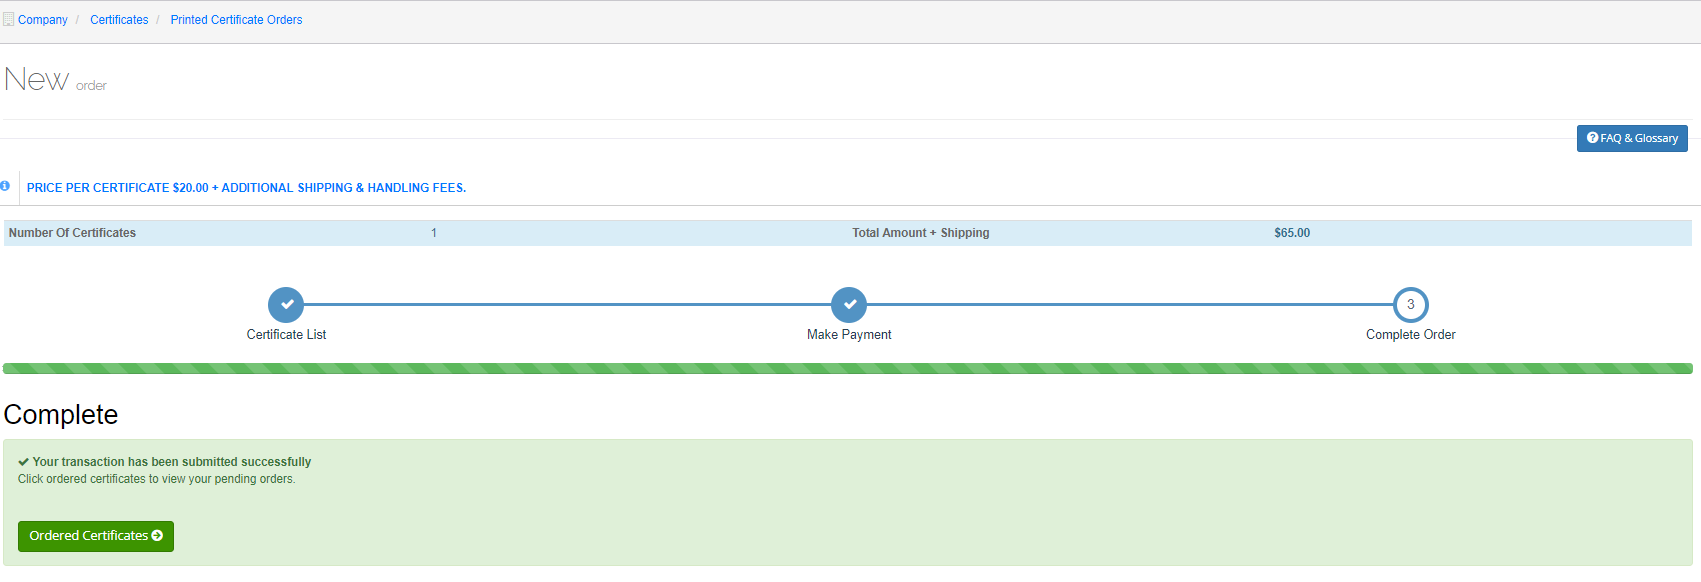 Company / Certificates / Printed Certificate Orders
New order
FAQ & Glossary
PRICE PER CERTIFICATE $20.00 + ADDITIONAL SHIPPING & HANDLING FEES.
Number Of Certificates 1 Total Amount + Shipping $65.00
3
Certificate List Make Payment Complete Order
Complete
Your transaction has been submitted successfully
Click ordered certificates to view your pending orders.
Ordered Certificates